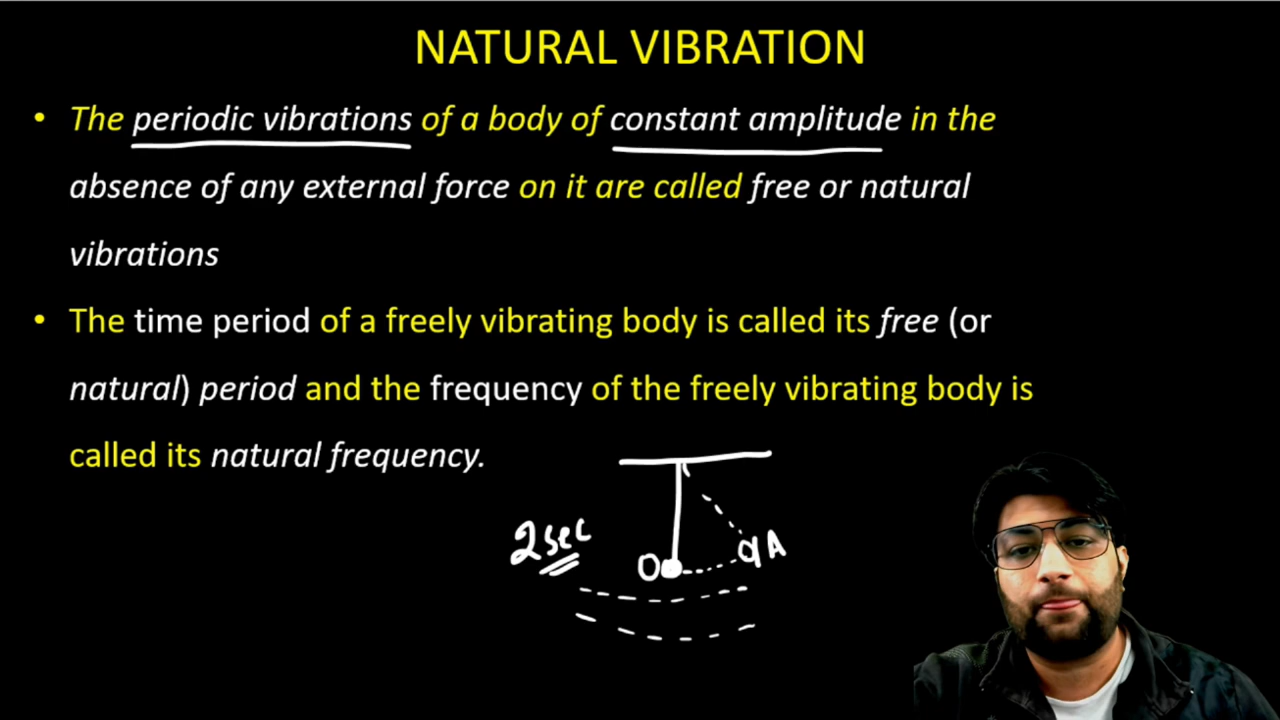 NATURAL VIBRATION
• The periodic vibrations of a body of constant amplitude in the
absence of any external force on it are called free or natural
vibrations
• The time period of a freely vibrating body is called its free (or
natural) period and the frequency of the freely vibrating body is
called its natural frequency.
2 sec
O
A